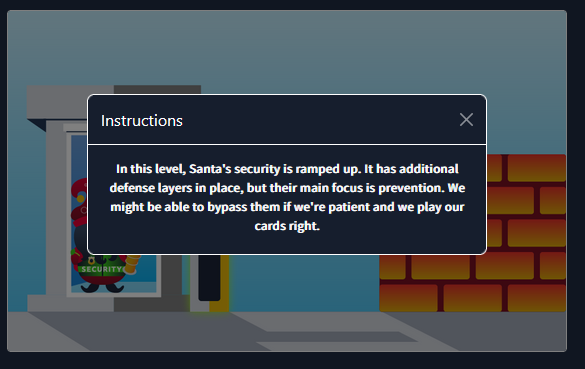 Instructions
In this level, Santa's security is ramped up. It has additional
defense layers in place, but their main focus is prevention. We
might be able to bypass them if we're patient and we play our
cards right.
SECURITY